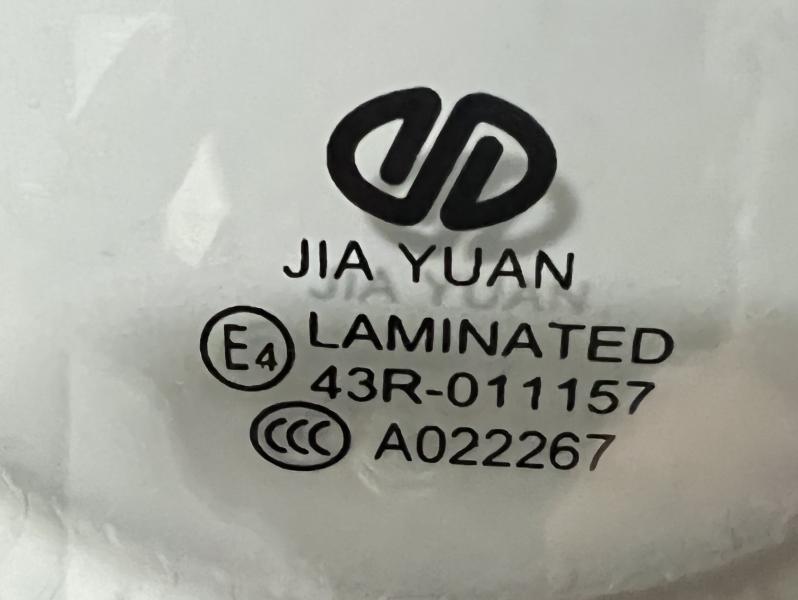 JIA YUAN
E4 LAMINATED
43R-011157
CCC A022267